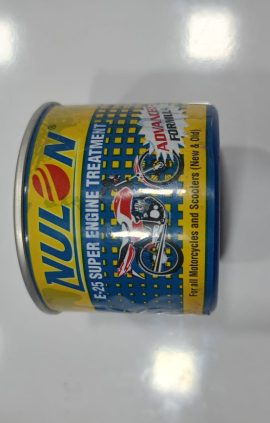 NULON®
E-25 SUPER ENGINE TREATMENT
ADVANCED
FORMULA
For all Motorcycles and Scooters (New & Old)